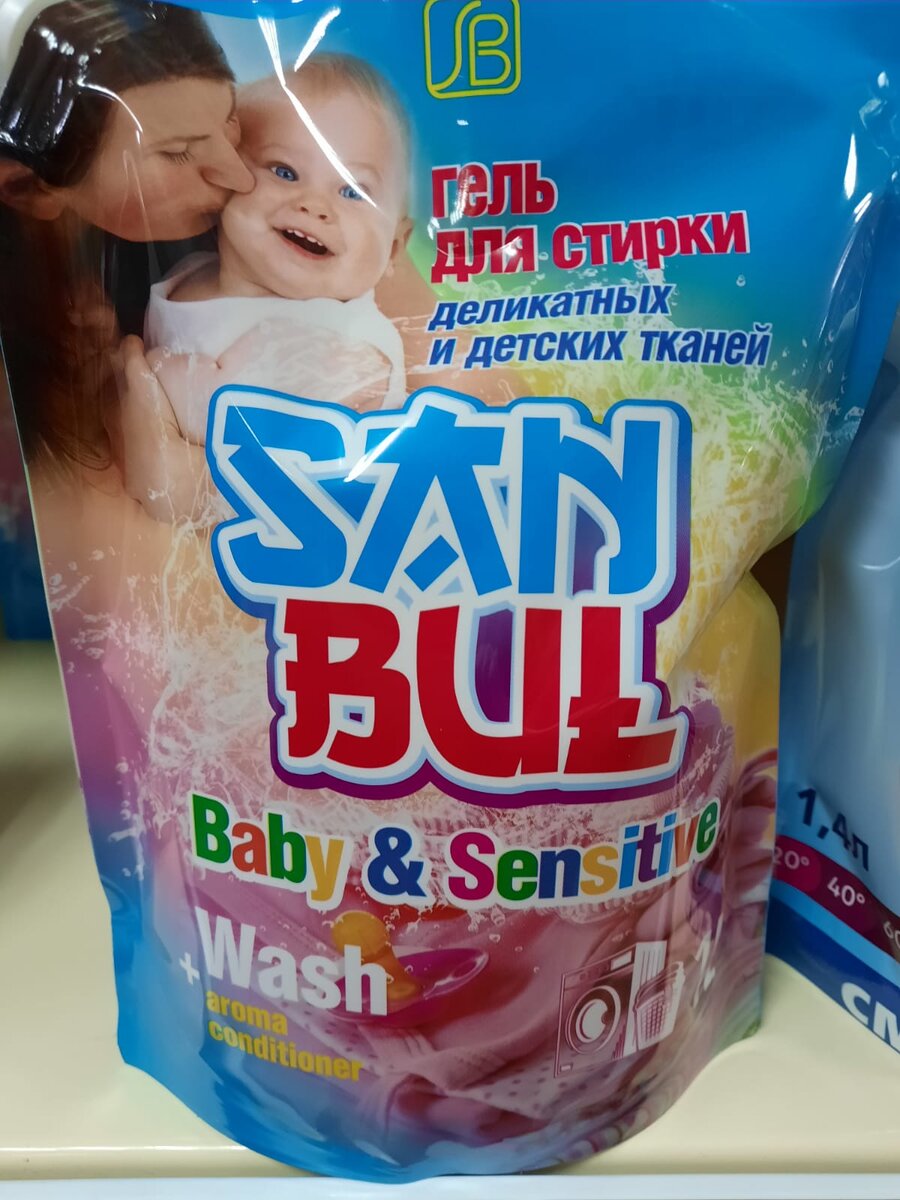 SB
гель
для стирки
деликатных
и детских тканей
SAN
BUL
Baby & Sensitive
Wash
+ aroma
conditioner
1,4л
20° 40°